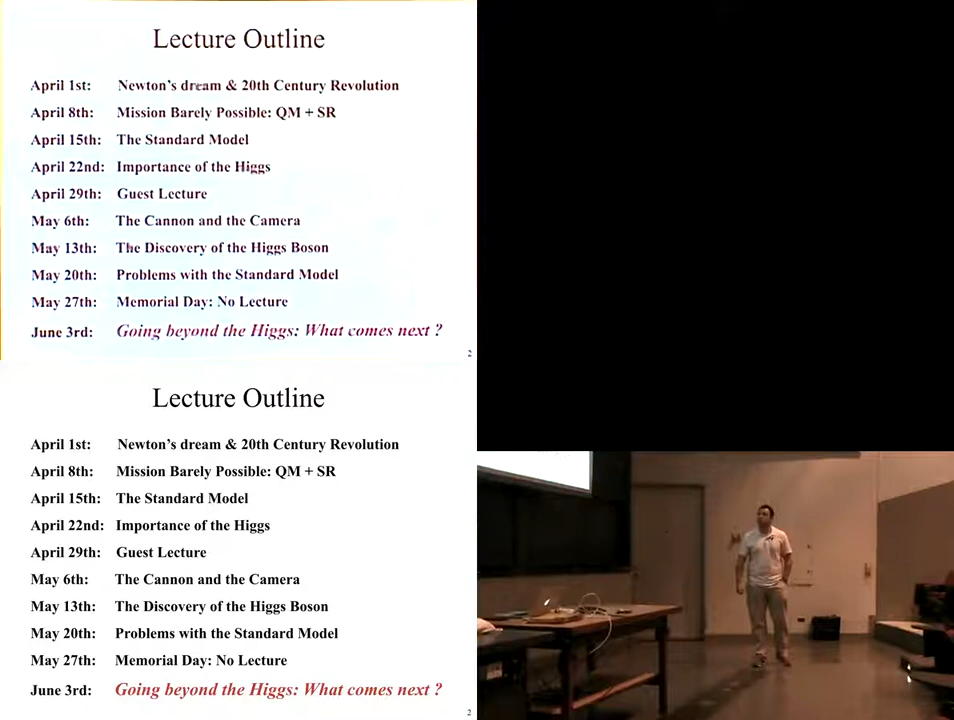 Lecture Outline
April 1st: Newton's dream & 20th Century Revolution
April 8th: Mission Barely Possible: QM + SR
April 15th: The Standard Model
April 22nd: Importance of the Higgs
April 29th: Guest Lecture
May 6th: The Cannon and the Camera
May 13th: The Discovery of the Higgs Boson
May 20th: Problems with the Standard Model
May 27th: Memorial Day: No Lecture
June 3rd: Going beyond the Higgs: What comes next ?
2
Lecture Outline
April 1st: Newton's dream & 20th Century Revolution
April 8th: Mission Barely Possible: QM + SR
April 15th: The Standard Model
April 22nd: Importance of the Higgs
April 29th: Guest Lecture
May 6th: The Cannon and the Camera
May 13th: The Discovery of the Higgs Boson
May 20th: Problems with the Standard Model
May 27th: Memorial Day: No Lecture
June 3rd: Going beyond the Higgs: What comes next ?
2